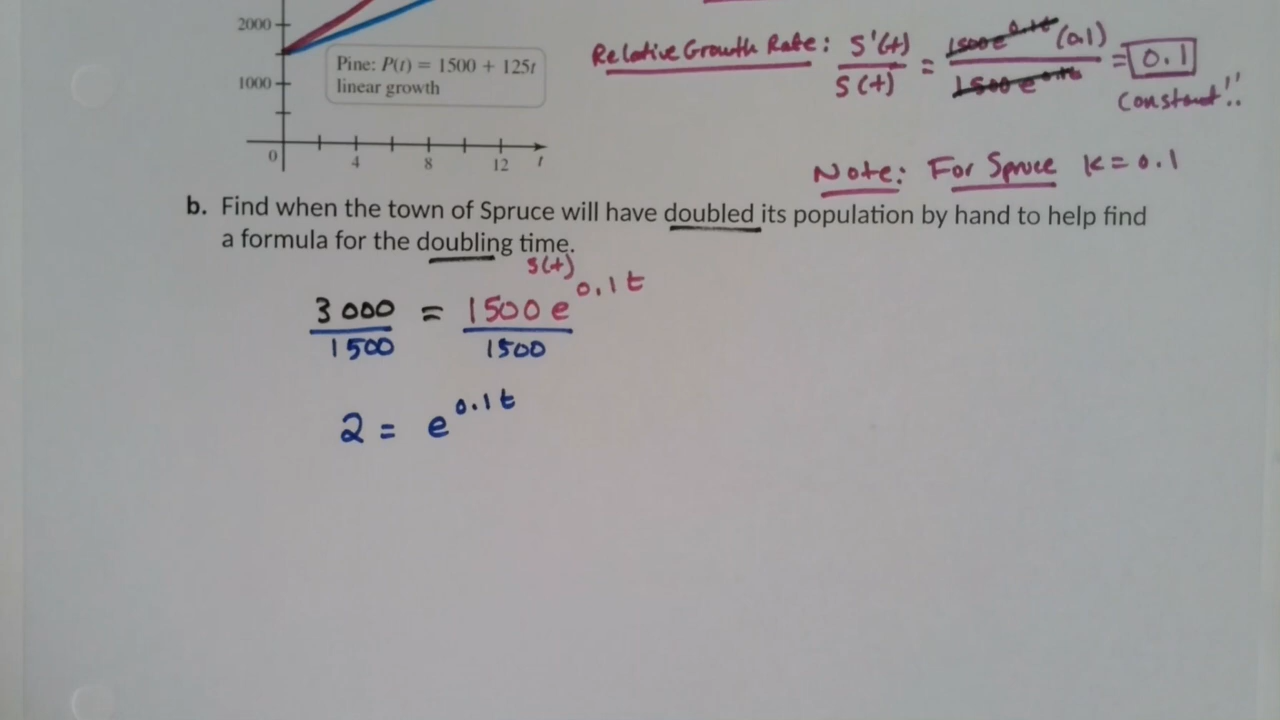 2000
Relative Growth Rate: S'(t) / S(t) = 1500e^0.1t (0.1) / 1500e^0.1t = 0.1
Constant!!
Pine: P(t) = 1500 + 125t
linear growth
1000
0 4 8 12 t
Note: For Spruce k = 0.1
b. Find when the town of Spruce will have doubled its population by hand to help find
a formula for the doubling time.
S(t)
3000 = 1500e^0.1t
1500 1500
2 = e^0.1t